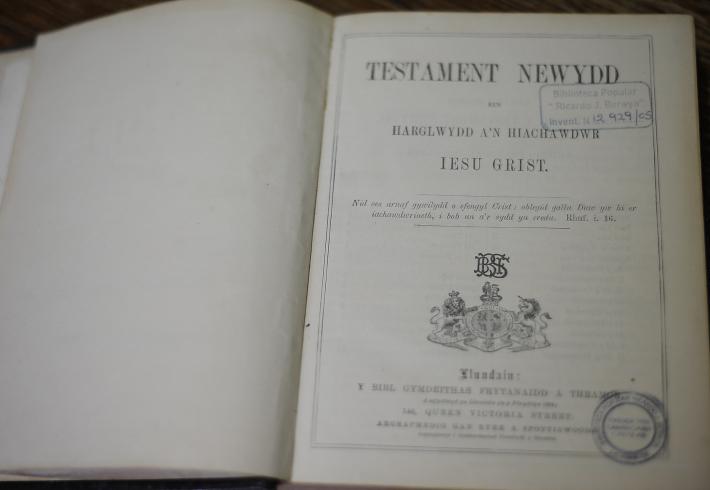 TESTAMENT NEWYDD
EIN
HARGLWYDD A'N HIACHAWDWR
IESU GRIST.
Biblioteca Popular
"Ricardo J. Berwyn"
Invent. N 12 929/05
Nid oes arnaf gywilydd o efengyl Crist: oblegid gallu Duw yw hi er
iachawdwriaeth, i bob un a'r sydd yn credu. Rhuf. i. 16.
BFBS
Llundain:
Y BIBL GYMDEITHAS FRYTANAIDD A THRAMOR
146, QUEEN VICTORIA STREET.
ARGRAFFEDIG GAN EYRE & SPOTTISWOODE